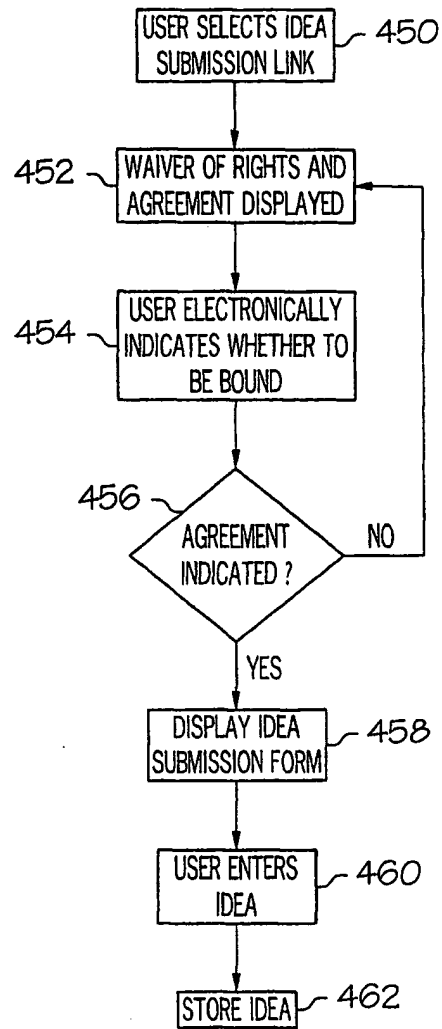 USER SELECTS IDEA
SUBMISSION LINK
450
452
WAIVER OF RIGHTS AND
AGREEMENT DISPLAYED
454
USER ELECTRONICALLY
INDICATES WHETHER TO
BE BOUND
456
AGREEMENT
INDICATED ?
NO
YES
DISPLAY IDEA
SUBMISSION FORM
458
USER ENTERS
IDEA
460
STORE IDEA
462